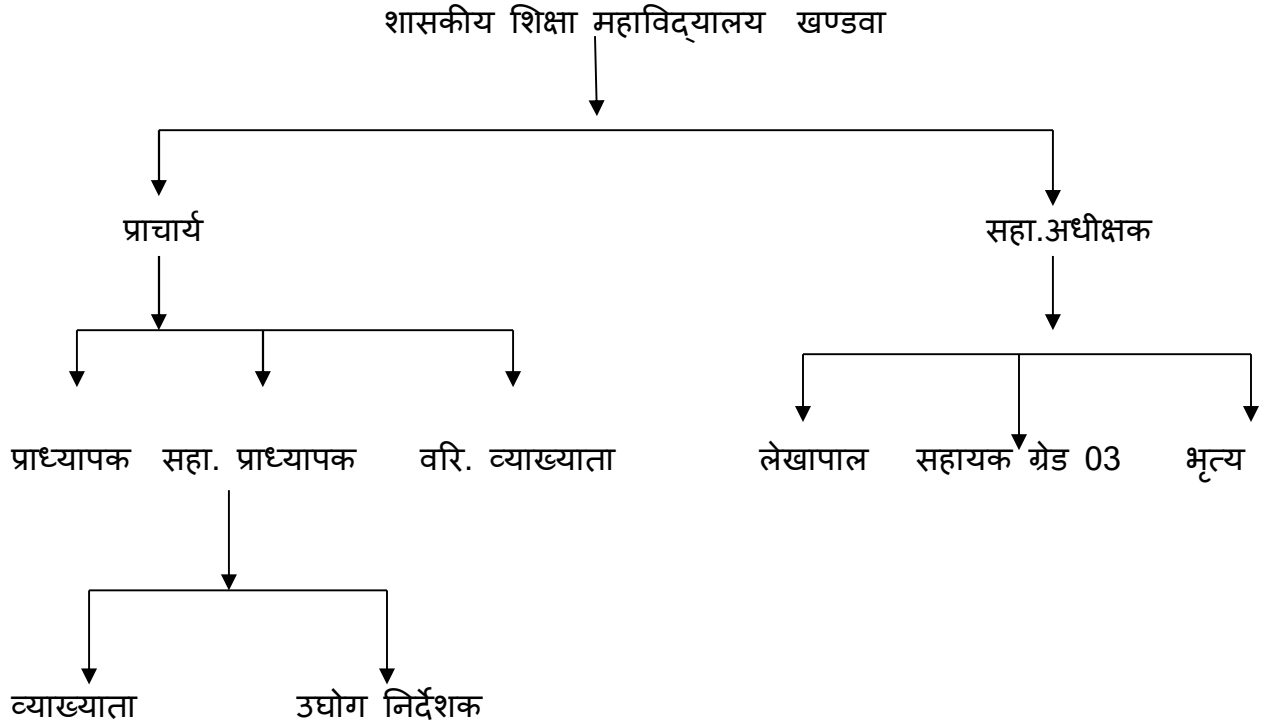 शासकीय शिक्षा महाविद्यालय खण्डवा
प्राचार्य सहा.अधीक्षक
प्राध्यापक सहा. प्राध्यापक वरि. व्याख्याता लेखापाल सहायक ग्रेड 03 भृत्य
व्याख्याता उघोग निर्देशक